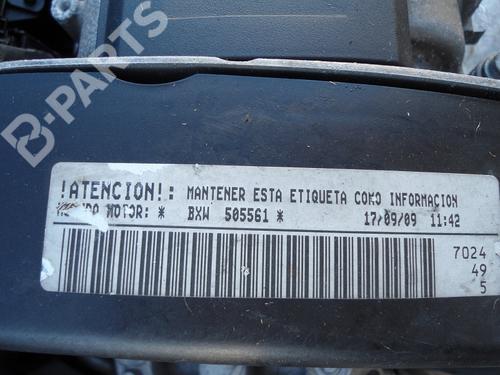 B-PARTS
!ATENCION!: MANTENER ESTA ETIQUETA COMO INFORMACION
MOTOR: * BXW 505561 * 17/09/09 11:42
7024
49
5